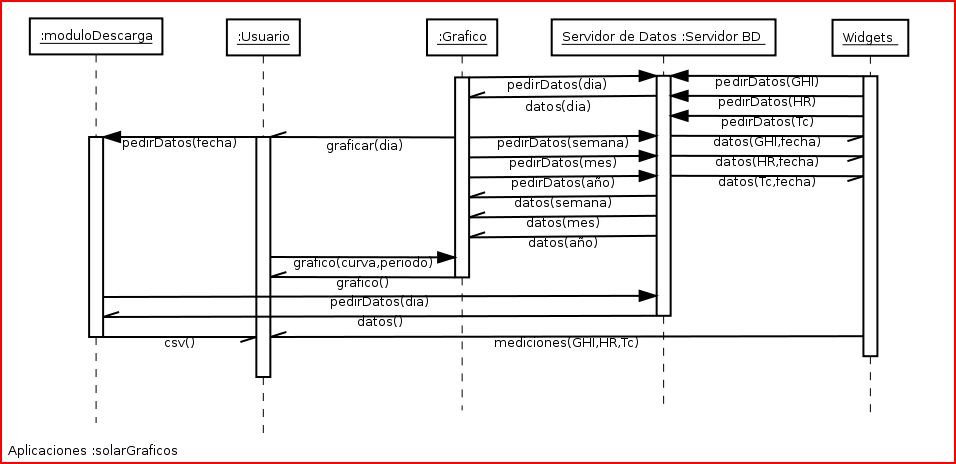 :moduloDescarga
:Usuario
:Grafico
Servidor de Datos :Servidor BD
Widgets
pedirDatos(dia)
pedirDatos(GHI)
datos(dia)
pedirDatos(HR)
pedirDatos(Tc)
pedirDatos(fecha)
graficar(dia)
pedirDatos(semana)
datos(GHI,fecha)
pedirDatos(mes)
datos(HR,fecha)
pedirDatos(año)
datos(Tc,fecha)
datos(semana)
datos(mes)
datos(año)
grafico(curva,periodo)
grafico()
pedirDatos(dia)
datos()
csv()
mediciones(GHI,HR,Tc)
Aplicaciones :solarGraficos